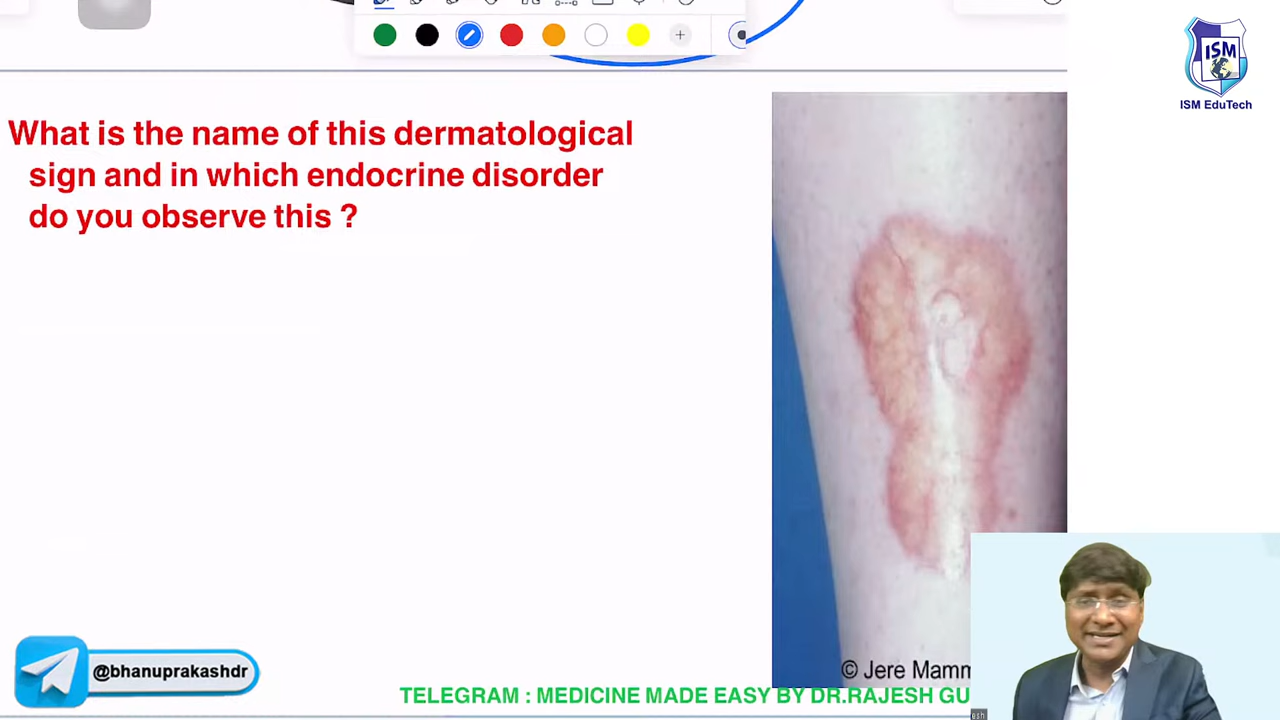 ISM
ISM EduTech
What is the name of this dermatological
sign and in which endocrine disorder
do you observe this ?
© Jere Mamm
@bhanuprakashdr
TELEGRAM : MEDICINE MADE EASY BY DR.RAJESH GU
esh